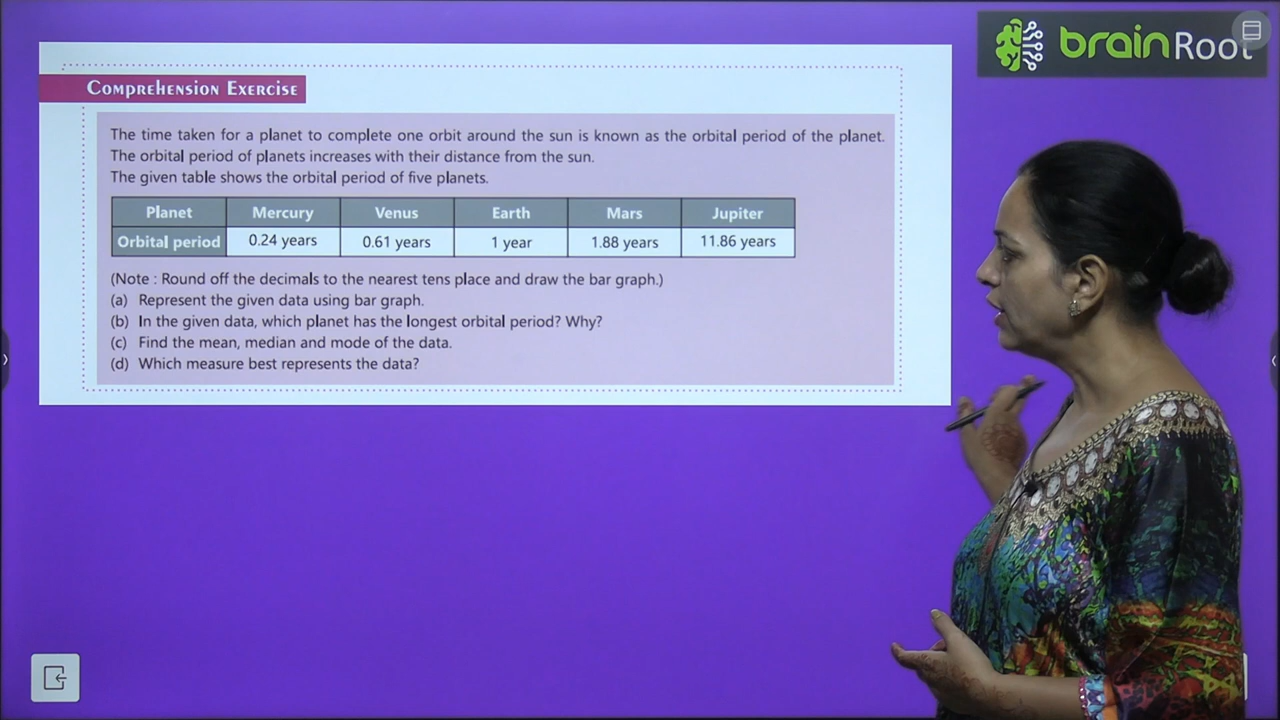 brainRoot
Comprehension Exercise
The time taken for a planet to complete one orbit around the sun is known as the orbital period of the planet.
The orbital period of planets increases with their distance from the sun.
The given table shows the orbital period of five planets.
Planet Mercury Venus Earth Mars Jupiter
Orbital period 0.24 years 0.61 years 1 year 1.88 years 11.86 years
(Note : Round off the decimals to the nearest tens place and draw the bar graph.)
(a) Represent the given data using bar graph.
(b) In the given data, which planet has the longest orbital period? Why?
(c) Find the mean, median and mode of the data.
(d) Which measure best represents the data?